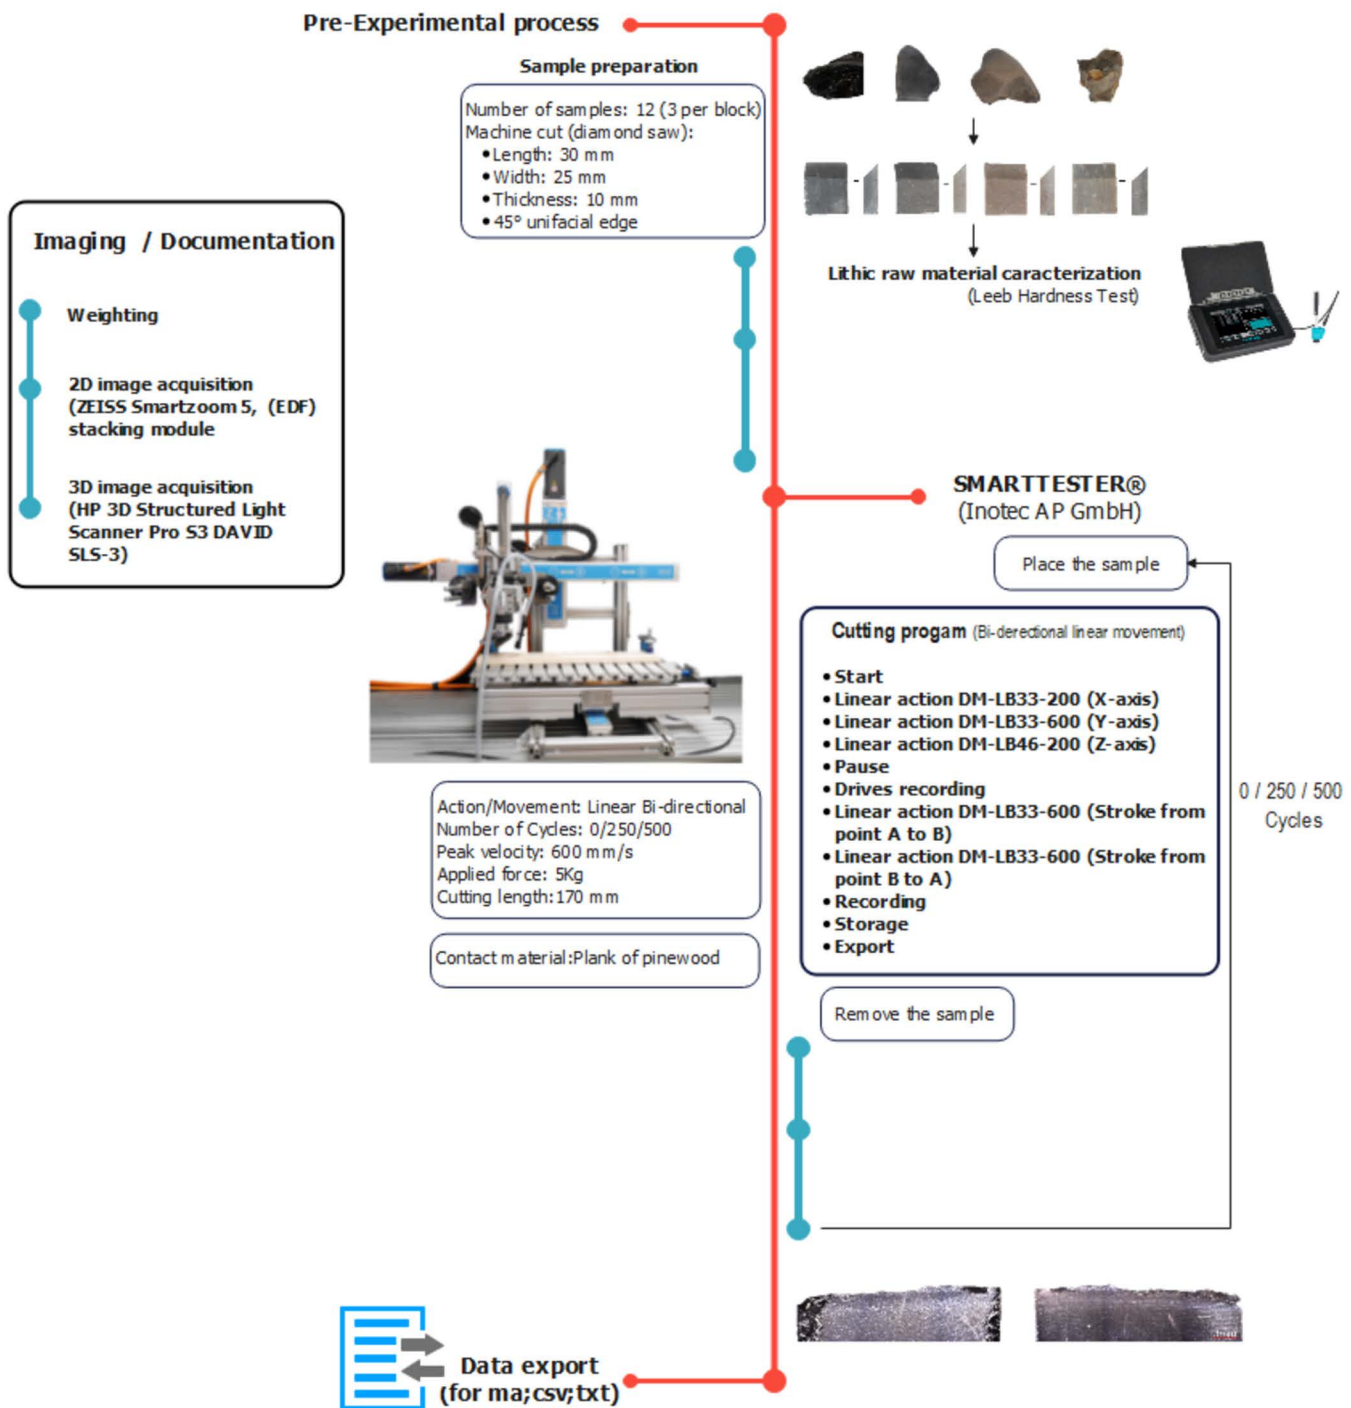 Pre-Experimental process
Sample preparation
Number of samples: 12 (3 per block)
Machine cut (diamond saw):
• Length: 30 mm
• Width: 25 mm
• Thickness: 10 mm
• 45º unifacial edge
Lithic raw material caracterization
(Leeb Hardness Test)
Imaging / Documentation
Weighting
2D image acquisition
(ZEISS Smartzoom 5, (EDF)
stacking module
3D image acquisition
(HP 3D Structured Light
Scanner Pro S3 DAVID
SLS-3)
SMARTTESTER®
(Inotec AP GmbH)
Place the sample
Cutting progam (Bi-derectional linear movement)
• Start
• Linear action DM-LB33-200 (X-axis)
• Linear action DM-LB33-600 (Y-axis)
• Linear action DM-LB46-200 (Z-axis)
• Pause
• Drives recording
• Linear action DM-LB33-600 (Stroke from
point A to B)
• Linear action DM-LB33-600 (Stroke from
point B to A)
• Recording
• Storage
• Export
0 / 250 / 500
Cycles
Action/Movement: Linear Bi-directional
Number of Cycles: 0/250/500
Peak velocity: 600 mm/s
Applied force: 5Kg
Cutting length:170 mm
Contact material:Plank of pinewood
Remove the sample
Data export
(for ma;csv;txt)